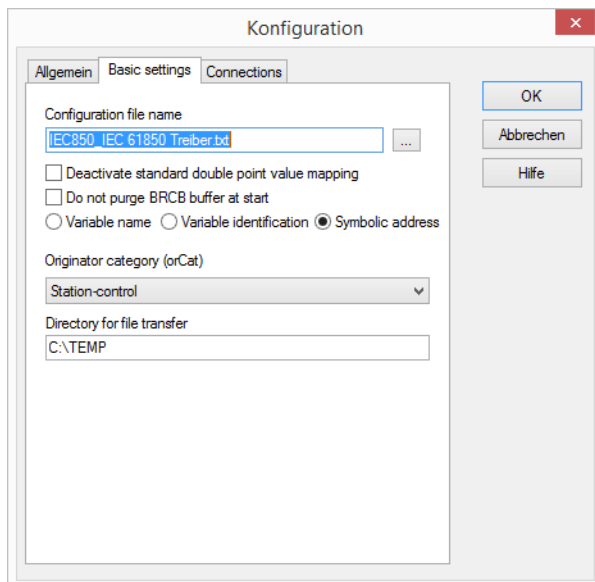 Konfiguration
Allgemein Basic settings Connections
Configuration file name
IEC850_IEC 61850 Treiber.txt ...
Deactivate standard double point value mapping
Do not purge BRCB buffer at start
Variable name Variable identification Symbolic address
Originator category (orCat)
Station-control
Directory for file transfer
C:\TEMP
OK
Abbrechen
Hilfe